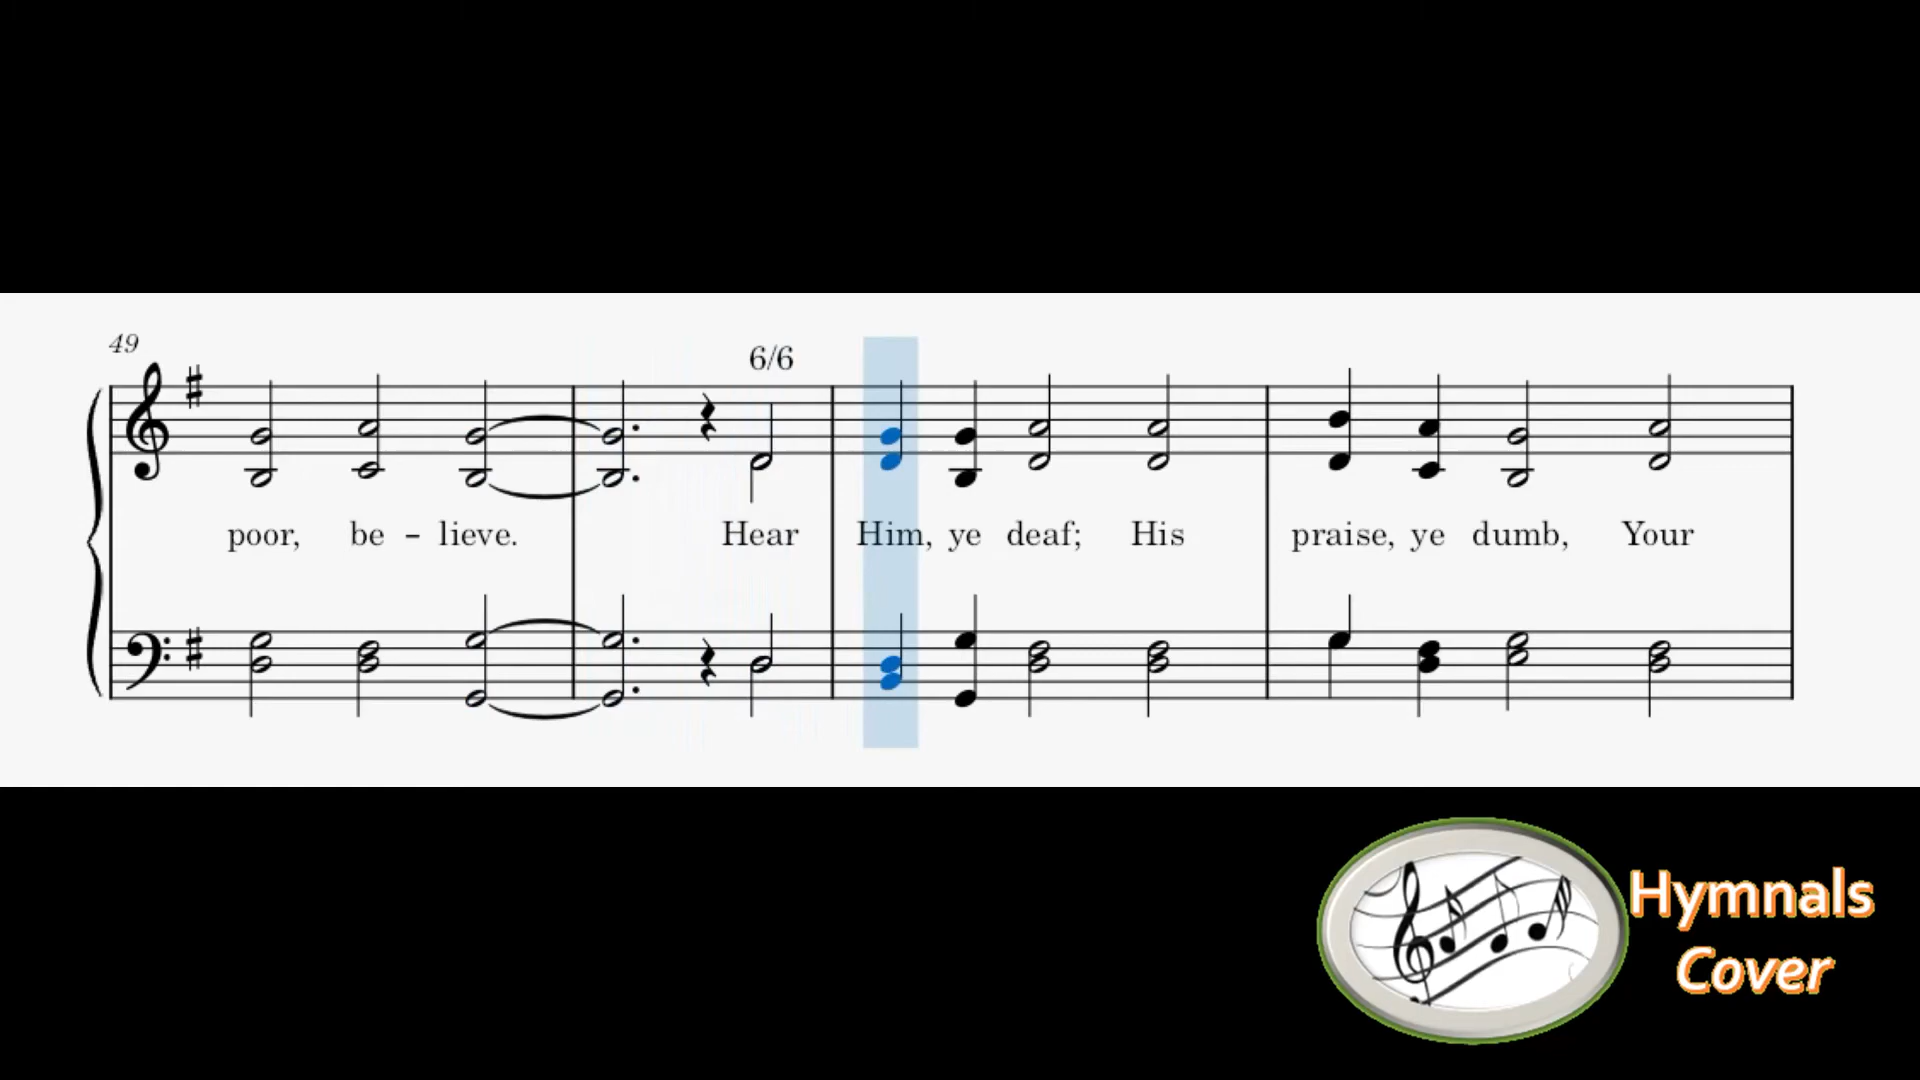 49
6/6
poor, be - lieve. Hear Him, ye deaf; His praise, ye dumb, Your
Hymnals
Cover